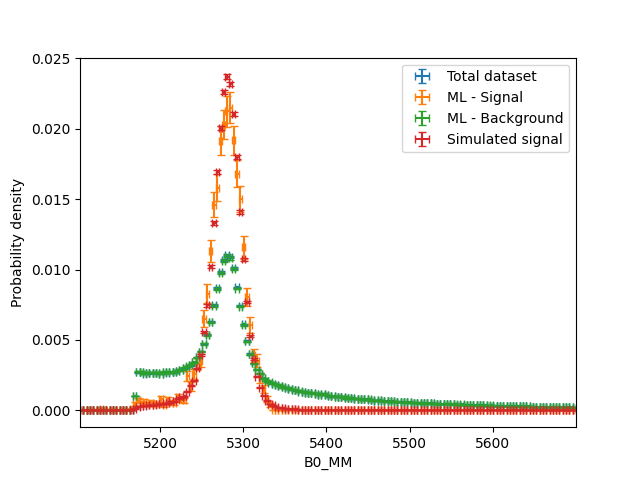 0.025
0.020
0.015
0.010
0.005
0.000
Probability density
Total dataset
ML - Signal
ML - Background
Simulated signal
5200 5300 5400 5500 5600
B0_MM